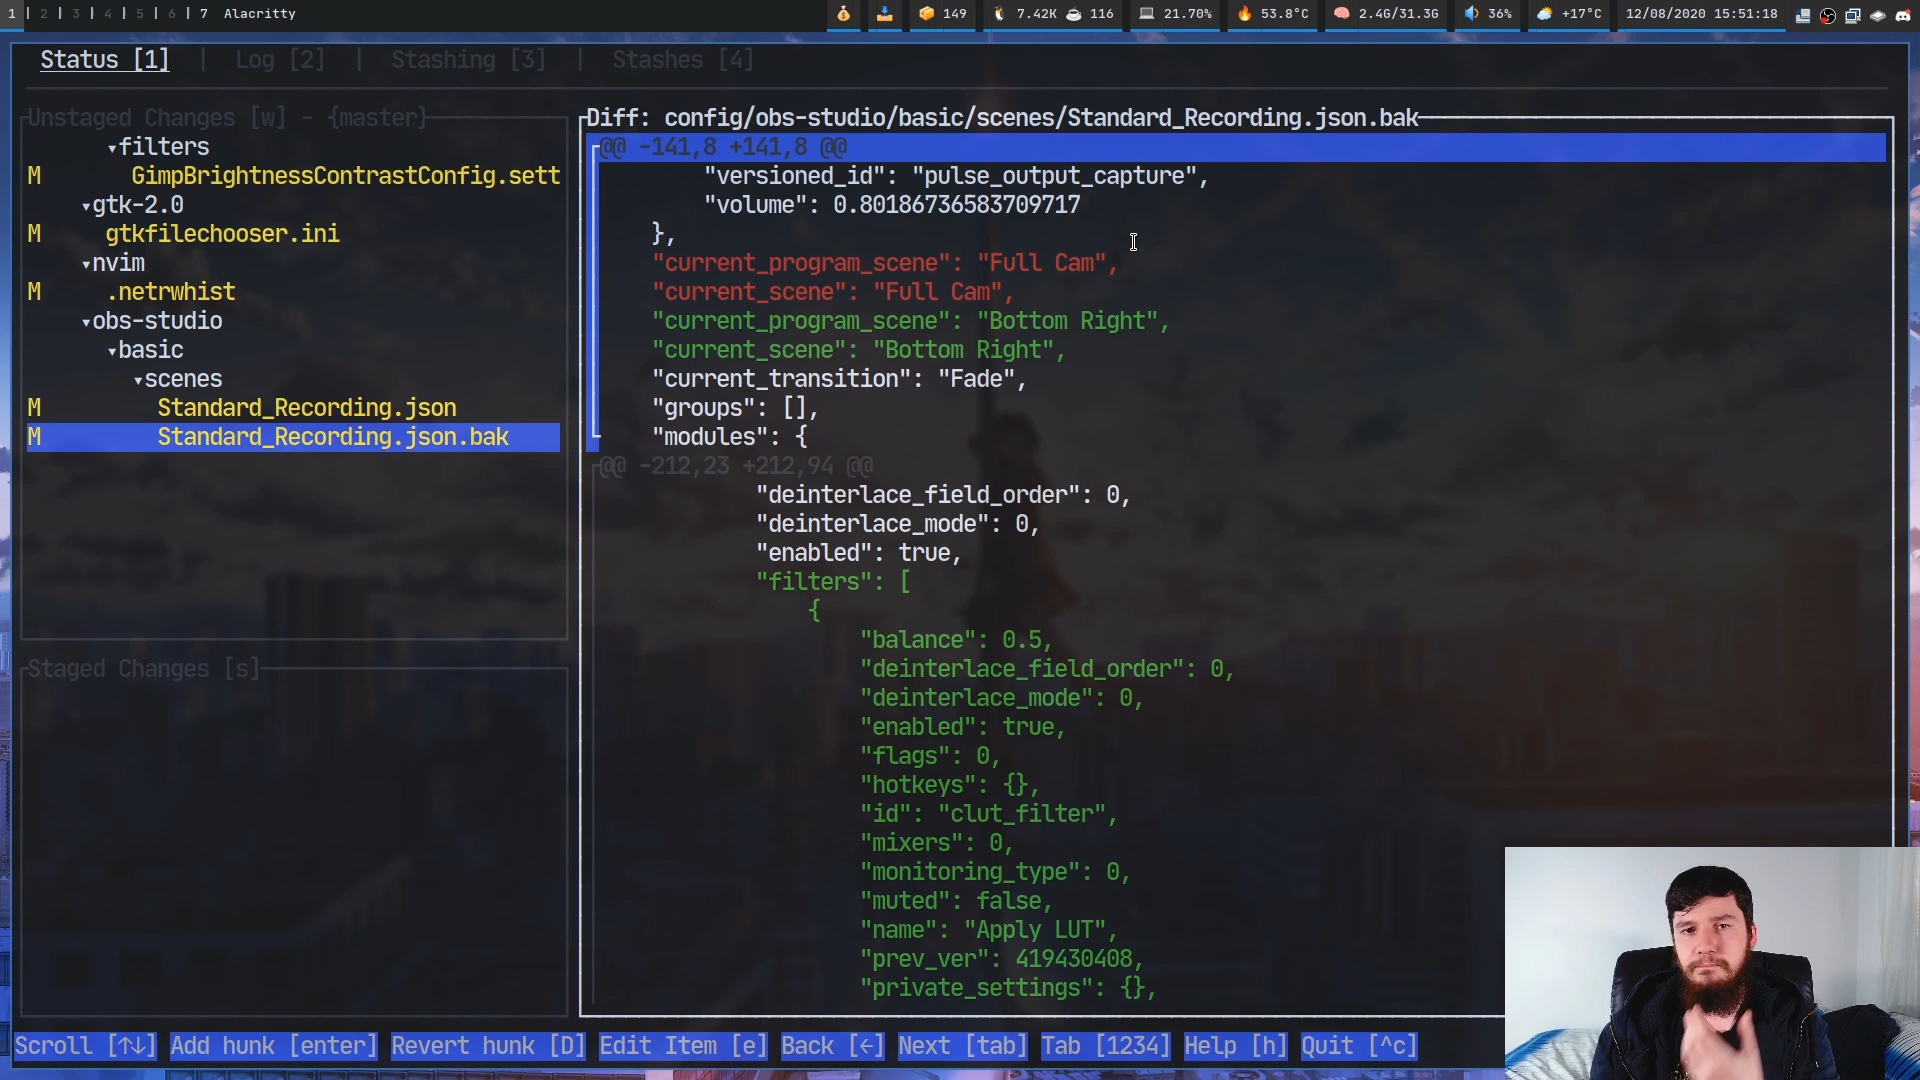 1 | 2 | 3 | 4 | 5 | 6 | 7 Alacritty
149
7.42K 116
21.70%
53.8°C
2.4G/31.3G
36%
+17°C
12/08/2020 15:51:18
Status [1] | Log [2] | Stashing [3] | Stashes [4]
Unstaged Changes [w] - {master}
▾filters
M GimpBrightnessContrastConfig.sett
▾gtk-2.0
M gtkfilechooser.ini
▾nvim
M .netrwhist
▾obs-studio
▾basic
▾scenes
M Standard_Recording.json
M Standard_Recording.json.bak
Staged Changes [s]
Diff: config/obs-studio/basic/scenes/Standard_Recording.json.bak
@@ -141,8 +141,8 @@
"versioned_id": "pulse_output_capture",
"volume": 0.80186736583709717
},
"current_program_scene": "Full Cam",
"current_scene": "Full Cam",
"current_program_scene": "Bottom Right",
"current_scene": "Bottom Right",
"current_transition": "Fade",
"groups": [],
"modules": {
@@ -212,23 +212,94 @@
"deinterlace_field_order": 0,
"deinterlace_mode": 0,
"enabled": true,
"filters": [
{
"balance": 0.5,
"deinterlace_field_order": 0,
"deinterlace_mode": 0,
"enabled": true,
"flags": 0,
"hotkeys": {},
"id": "clut_filter",
"mixers": 0,
"monitoring_type": 0,
"muted": false,
"name": "Apply LUT",
"prev_ver": 419430408,
"private_settings": {},
Scroll [↑↓] Add hunk [enter] Revert hunk [D] Edit Item [e] Back [←] Next [tab] Tab [1234] Help [h] Quit [^c]